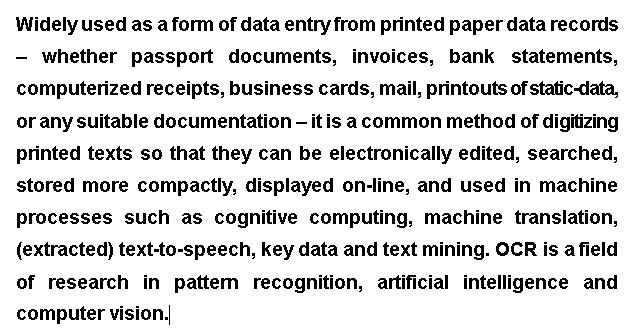 Widely used as a form of data entry from printed paper data records
– whether passport documents, invoices, bank statements,
computerized receipts, business cards, mail, printouts of static-data,
or any suitable documentation – it is a common method of digitizing
printed texts so that they can be electronically edited, searched,
stored more compactly, displayed on-line, and used in machine
processes such as cognitive computing, machine translation,
(extracted) text-to-speech, key data and text mining. OCR is a field
of research in pattern recognition, artificial intelligence and
computer vision.